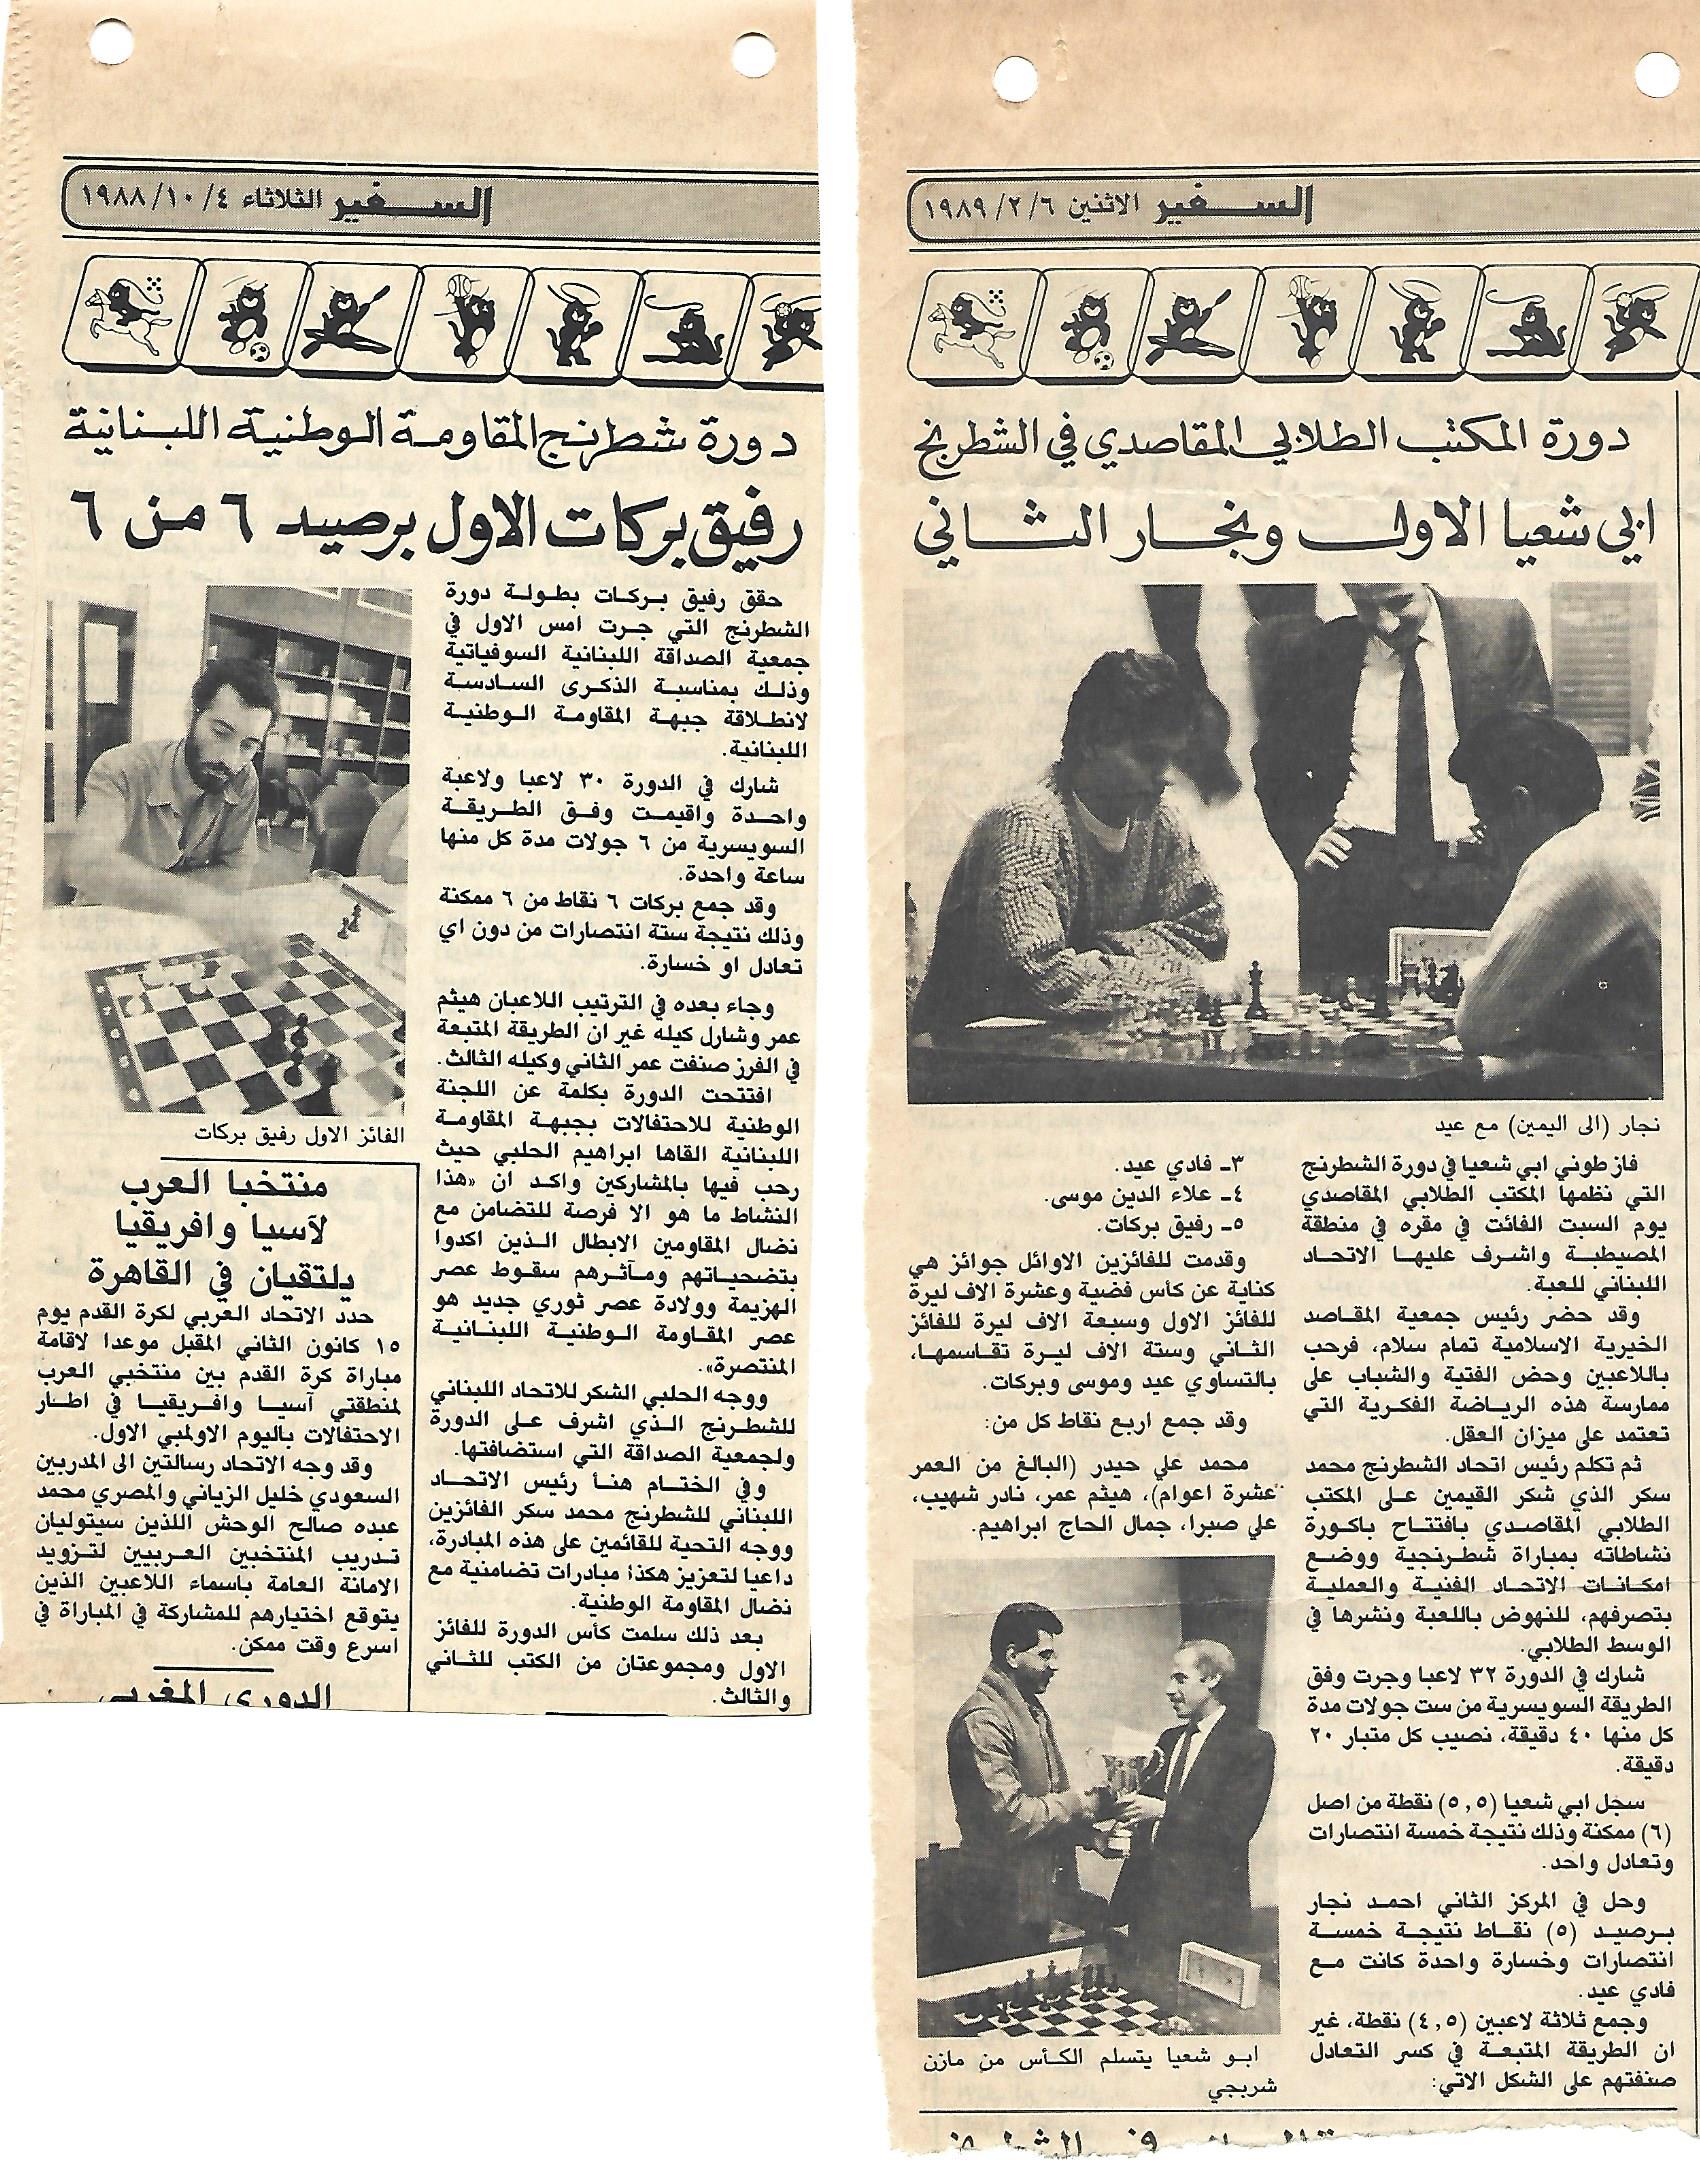 السفير الاثنين ١٩٨٩/٢/٦
دورة المكتب الطلابي المقاصدي في الشطرنج
ابي شعيا الاول ونجار الثاني
نجار (الى اليمين) مع عيد
فاز طوني ابي شعيا في دورة الشطرنج
التي نظمها المكتب الطلابي المقاصدي
يوم السبت الفائت في مقره في منطقة
المصيطبة واشرف عليها الاتحاد
اللبناني للعبة.
وقد حضر رئيس جمعية المقاصد
الخيرية الاسلامية تمام سلام، فرحب
باللاعبين وحض الفتية والشباب على
ممارسة هذه الرياضة الفكرية التي
تعتمد على ميزان العقل.
ثم تكلم رئيس اتحاد الشطرنج محمد
سكر الذي شكر القيمين على المكتب
الطلابي المقاصدي بافتتاح باكورة
نشاطاته بمباراة شطرنجية ووضع
امكانات الاتحاد الفنية والعملية
بتصرفهم، للنهوض باللعبة ونشرها في
الوسط الطلابي.
شارك في الدورة ٣٢ لاعبا وجرت وفق
الطريقة السويسرية من ست جولات مدة
كل منها ٤٠ دقيقة، نصيب كل متبار ٢٠
دقيقة.
سجل ابي شعيا (٥,٥) نقطة من اصل
(٦) ممكنة وذلك نتيجة خمسة انتصارات
وتعادل واحد.
وحل في المركز الثاني احمد نجار
برصيد (٥) نقاط نتيجة خمسة
انتصارات وخسارة واحدة كانت مع
فادي عيد.
وجمع ثلاثة لاعبين (٤,٥) نقطة، غير
ان الطريقة المتبعة في كسر التعادل
صنفتهم على الشكل الاتي:
٣ـ فادي عيد.
٤ـ علاء الدين موسى.
٥ـ رفيق بركات.
وقدمت للفائزين الاوائل جوائز هي
كناية عن كأس فضية وعشرة الاف ليرة
للفائز الاول وسبعة الاف ليرة للفائز
الثاني وستة الاف ليرة تقاسمها،
بالتساوي عيد وموسى وبركات.
وقد جمع اربع نقاط كل من:
محمد علي حيدر (البالغ من العمر
عشرة اعوام)، هيثم عمر، نادر شهيب،
علي صبرا، جمال الحاج ابراهيم.
ابو شعيا يتسلم الكأس من مازن
شربجي
السفير الثلاثاء ١٩٨٨/١٠/٤
دورة شطرنج المقاومة الوطنية اللبنانية
رفيق بركات الاول برصيد ٦ من ٦
حقق رفيق بركات بطولة دورة
الشطرنج التي جرت امس الاول في
جمعية الصداقة اللبنانية السوفياتية
وذلك بمناسبة الذكرى السادسة
لانطلاقة جبهة المقاومة الوطنية
اللبنانية.
شارك في الدورة ٣٠ لاعبا ولاعبة
واحدة واقيمت وفق الطريقة
السويسرية من ٦ جولات مدة كل منها
ساعة واحدة.
وقد جمع بركات ٦ نقاط من ٦ ممكنة
وذلك نتيجة ستة انتصارات من دون اي
تعادل او خسارة.
وجاء بعده في الترتيب اللاعبان هيثم
عمر وشارل كيله غير ان الطريقة المتبعة
في الفرز صنفت عمر الثاني وكيله الثالث.
افتتحت الدورة بكلمة عن اللجنة
الوطنية للاحتفالات بجبهة المقاومة
اللبنانية القاها ابراهيم الحلبي حيث
رحب فيها بالمشاركين واكد ان «هذا
النشاط ما هو الا فرصة للتضامن مع
نضال المقاومين الابطال الذين اكدوا
بتضحياتهم ومآثرهم سقوط عصر
الهزيمة وولادة عصر ثوري جديد هو
عصر المقاومة الوطنية اللبنانية
المنتصرة».
ووجه الحلبي الشكر للاتحاد اللبناني
للشطرنج الذي اشرف على الدورة
ولجمعية الصداقة التي استضافتها.
وفي الختام هنأ رئيس الاتحاد
اللبناني للشطرنج محمد سكر الفائزين
ووجه التحية للقائمين على هذه المبادرة،
داعيا لتعزيز هكذا مبادرات تضامنية مع
نضال المقاومة الوطنية.
بعد ذلك سلمت كأس الدورة للفائز
الاول ومجموعتان من الكتب للثاني
والثالث.
الفائز الاول رفيق بركات
منتخبا العرب
لآسيا وافريقيا
يلتقيان في القاهرة
حدد الاتحاد العربي لكرة القدم يوم
١٥ كانون الثاني المقبل موعدا لاقامة
مباراة كرة القدم بين منتخبي العرب
لمنطقتي آسيا وافريقيا في اطار
الاحتفالات باليوم الاولمبي الاول.
وقد وجه الاتحاد رسالتين الى المدربين
السعودي خليل الزياني والمصري محمد
عبده صالح الوحش اللذين سيتوليان
تدريب المنتخبين العربيين لتزويد
الامانة العامة باسماء اللاعبين الذين
يتوقع اختيارهم للمشاركة في المباراة في
اسرع وقت ممكن.
الدوري المغربي